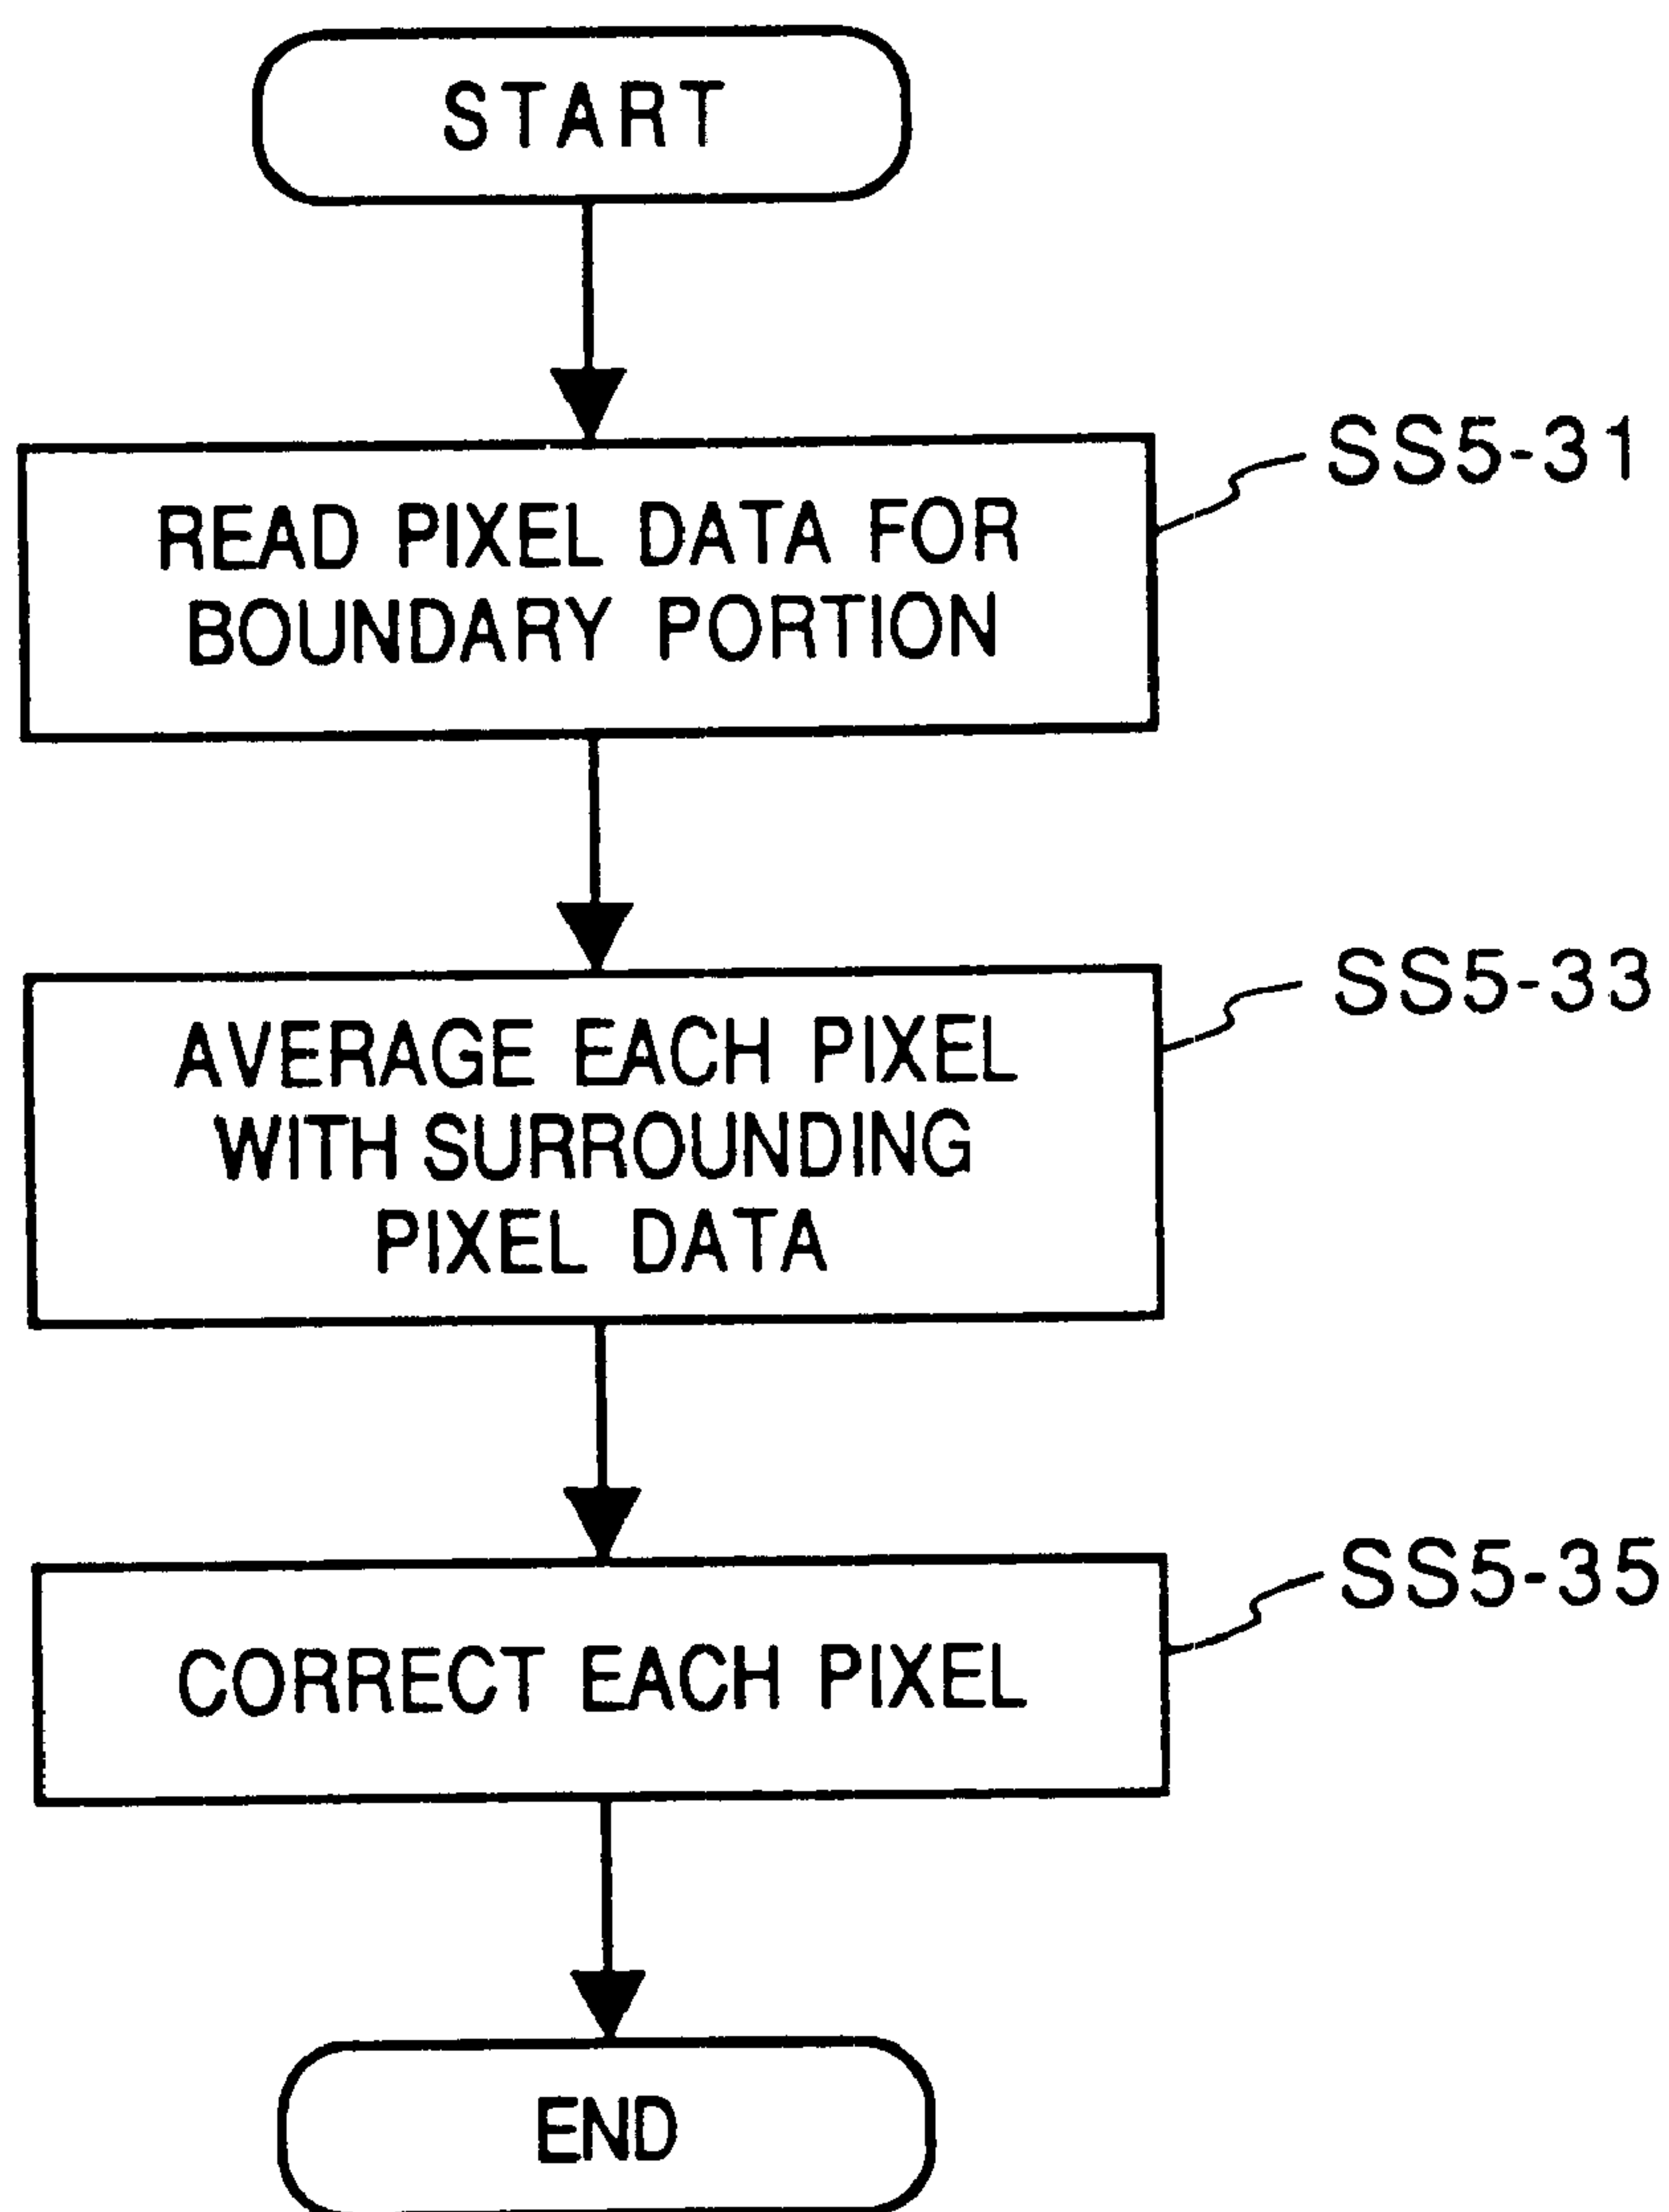 START
SS5-31
READ PIXEL DATA FOR
BOUNDARY PORTION
SS5-33
AVERAGE EACH PIXEL
WITH SURROUNDING
PIXEL DATA
SS5-35
CORRECT EACH PIXEL
END